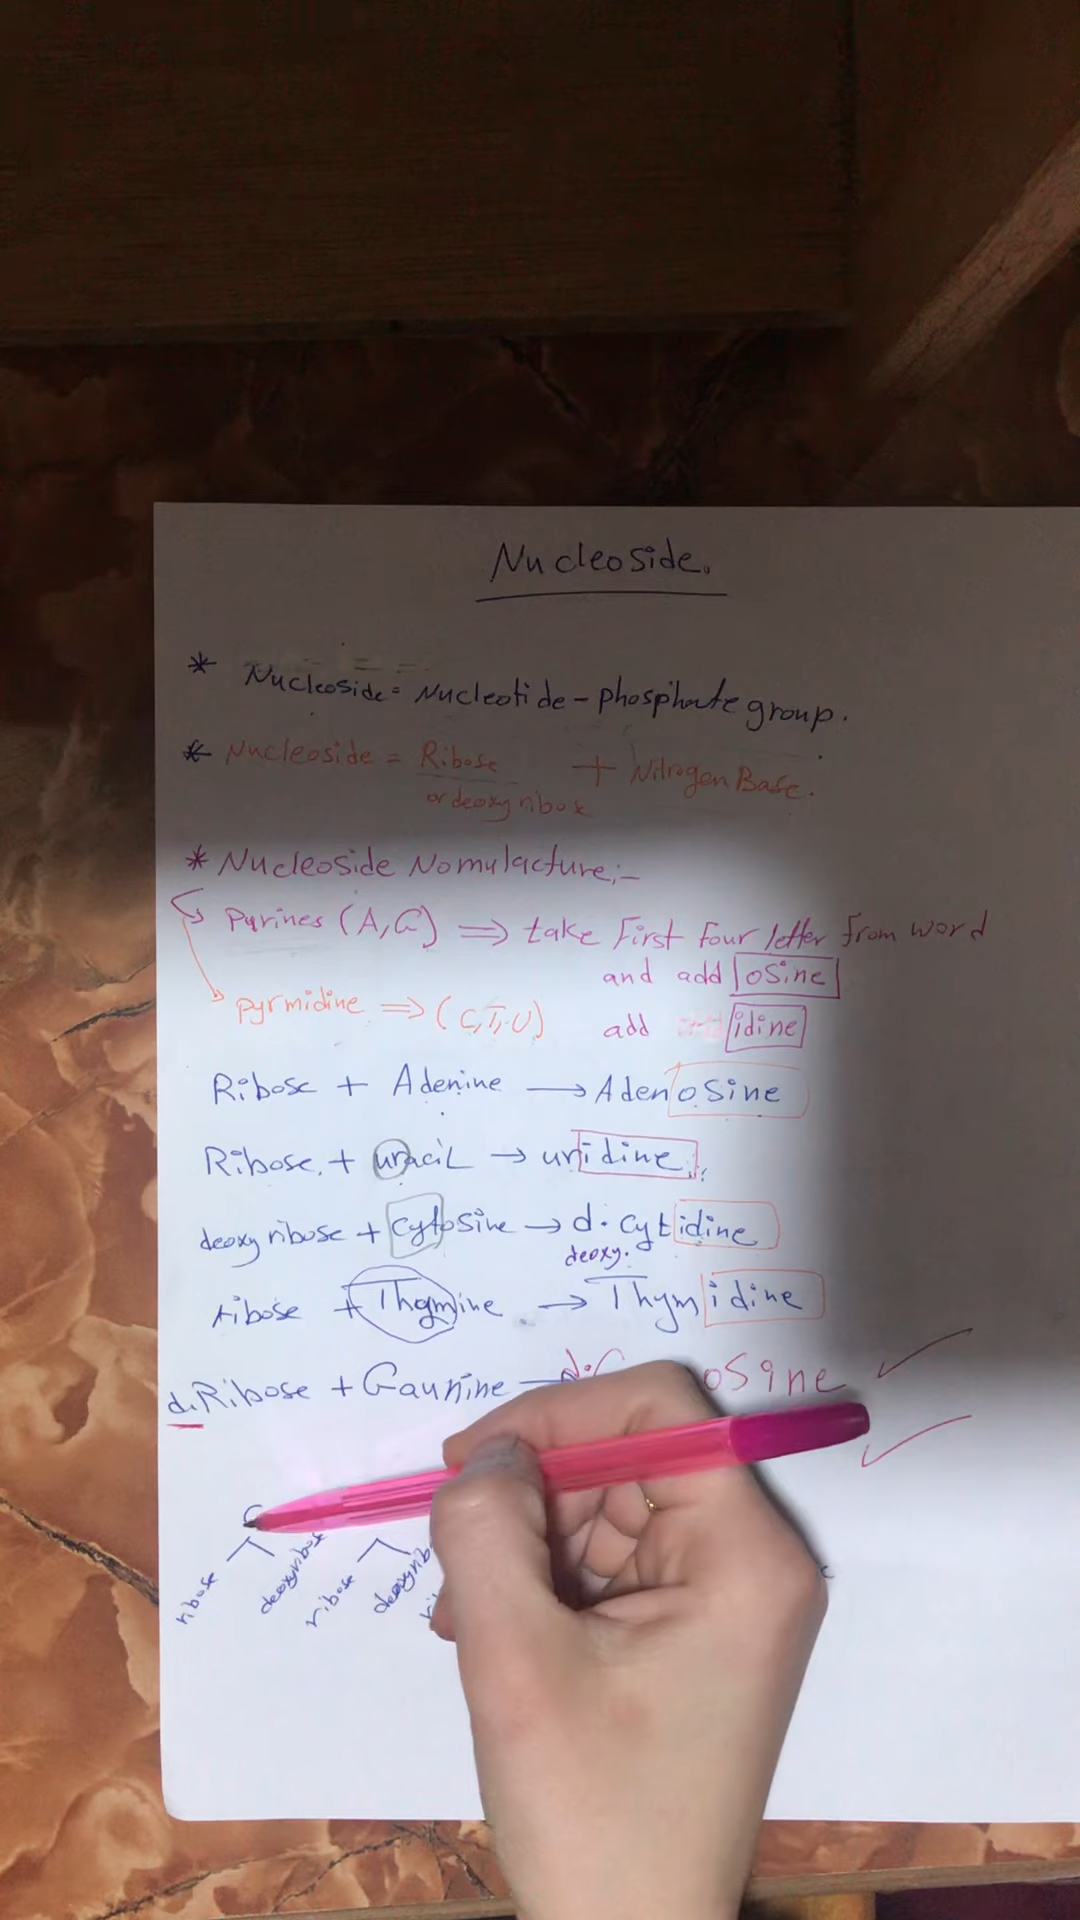 Nucleoside.
* Nucleoside = Nucleotide - phosphate group.
* Nucleoside = Ribose + Nitrogen Base.
or deoxy ribose
* Nucleoside Nomulacture:-
Purines (A,G) ⇒ take First Four letter from word
and add osine
pyrmidine ⇒ (C,T,U) add idine
Ribose + Adenine → Adenosine
Ribose + uraciL → uridine
deoxy ribose + cytosine → d. cytidine
deoxy.
ribose + Thymine → Thymidine
d.Ribose + Gaunine → d. osine
ribose deoxyribose ribose